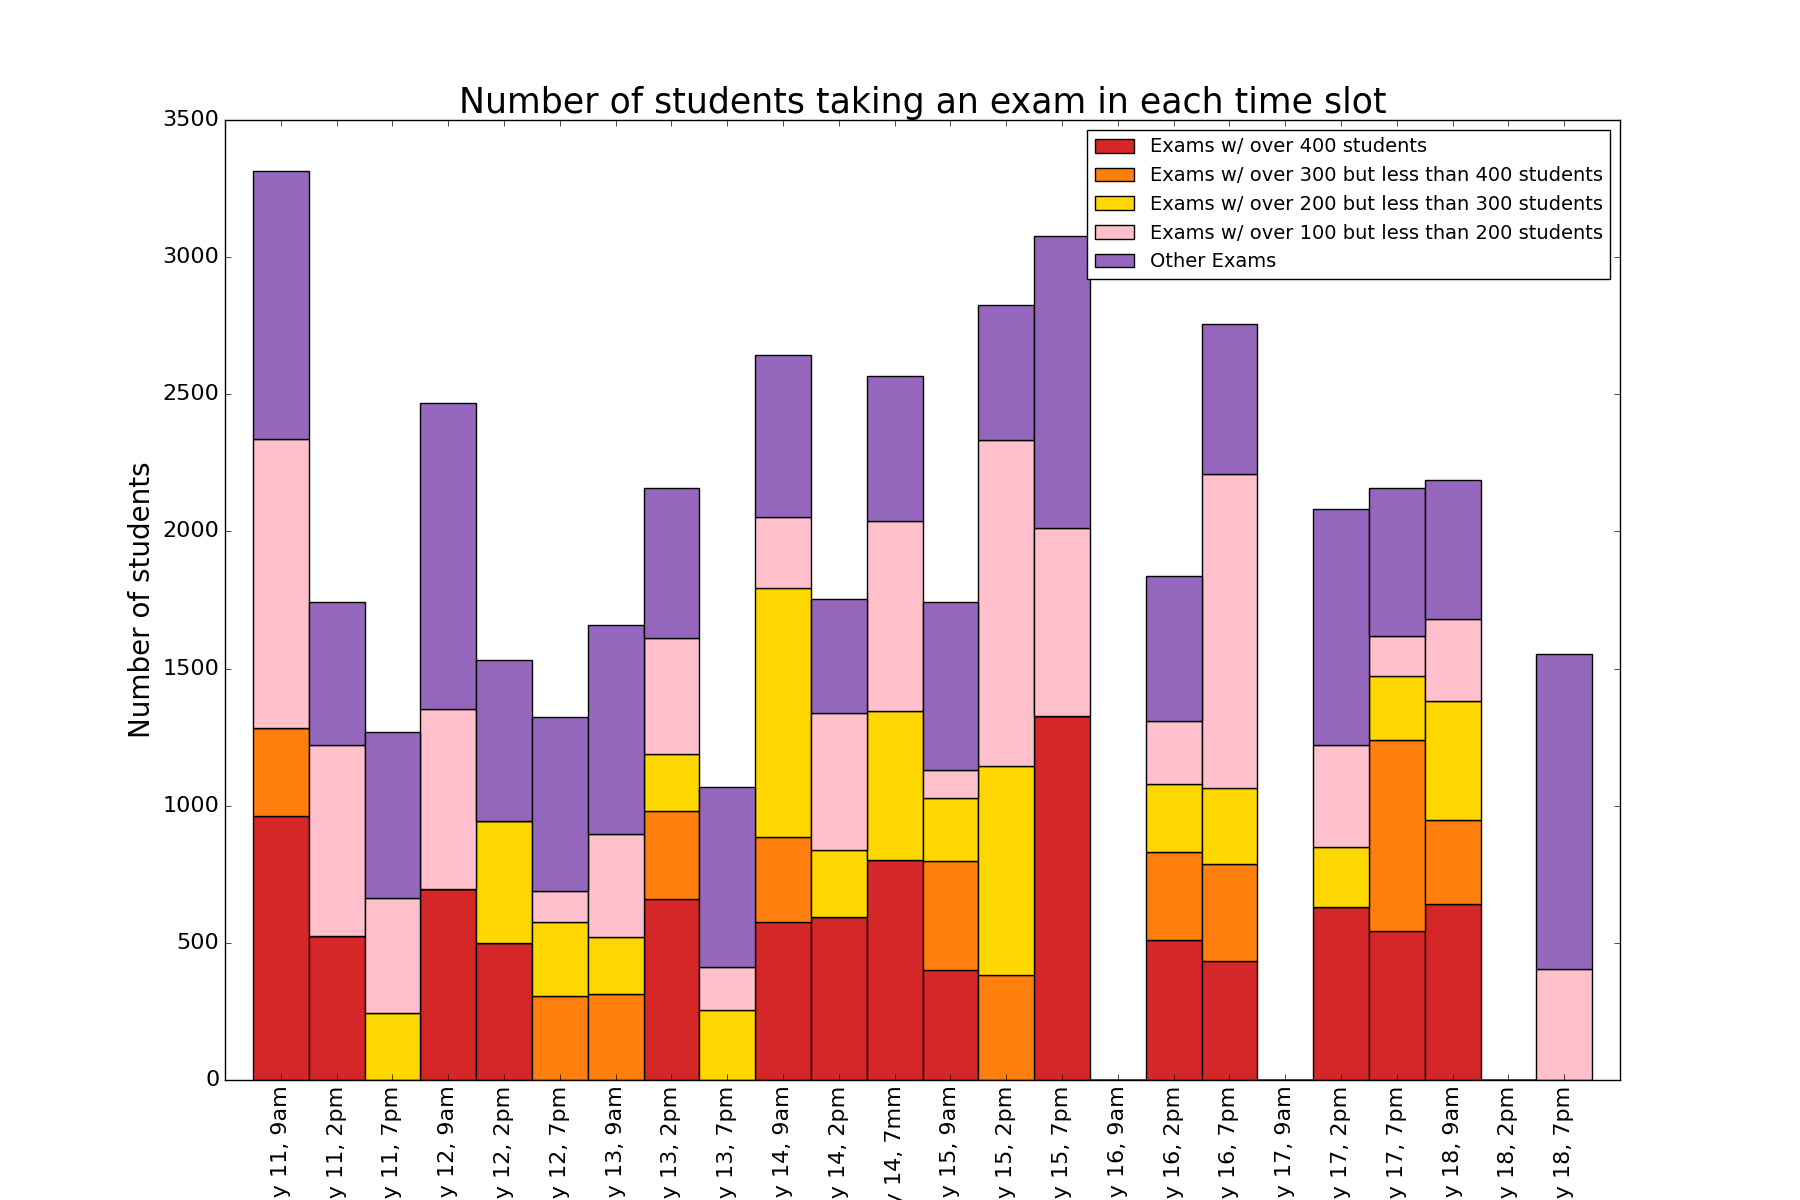 Number of students taking an exam in each time slot
Exams w/ over 400 students
Exams w/ over 300 but less than 400 students
Exams w/ over 200 but less than 300 students
Exams w/ over 100 but less than 200 students
Other Exams
Number of students
3500
3000
2500
2000
1500
1000
500
0
y 11, 9am
y 11, 2pm
y 11, 7pm
y 12, 9am
y 12, 2pm
y 12, 7pm
y 13, 9am
y 13, 2pm
y 13, 7pm
y 14, 9am
y 14, 2pm
y 14, 7mm
y 15, 9am
y 15, 2pm
y 15, 7pm
y 16, 9am
y 16, 2pm
y 16, 7pm
y 17, 9am
y 17, 2pm
y 17, 7pm
y 18, 9am
y 18, 2pm
y 18, 7pm